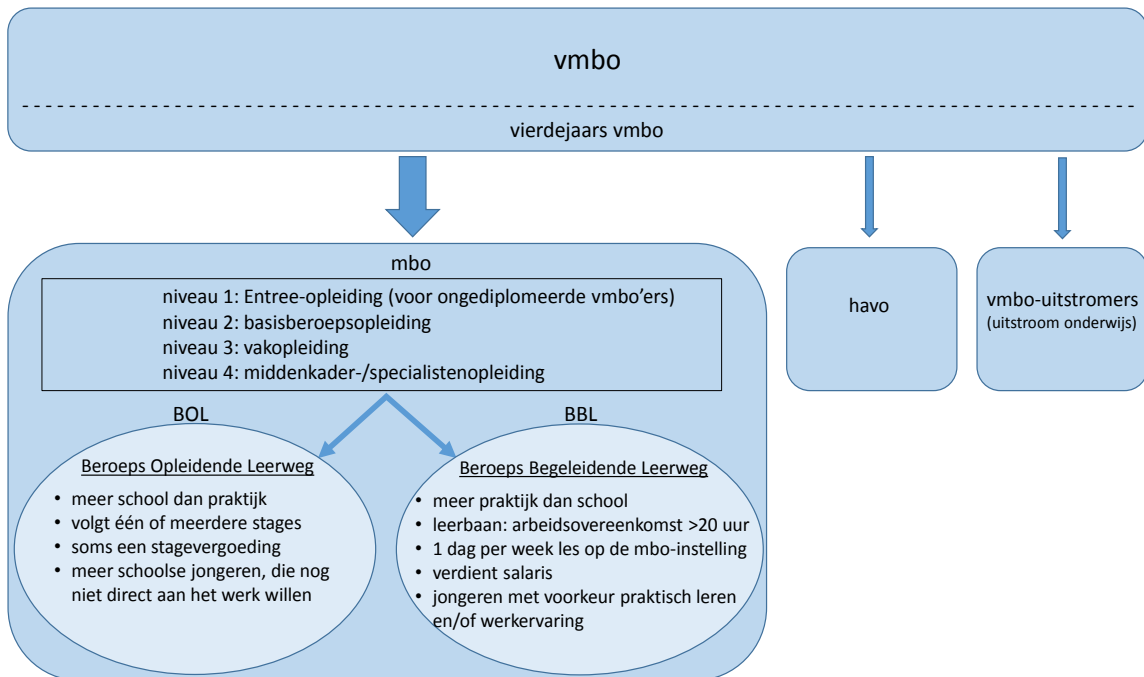 vmbo
vierdejaars vmbo
mbo
niveau 1: Entree-opleiding (voor ongediplomeerde vmbo’ers)
niveau 2: basisberoepsopleiding
niveau 3: vakopleiding
niveau 4: middenkader-/specialistenopleiding
havo
vmbo-uitstromers
(uitstroom onderwijs)
BOL
Beroeps Opleidende Leerweg
• meer school dan praktijk
• volgt één of meerdere stages
• soms een stagevergoeding
• meer schoolse jongeren, die nog
niet direct aan het werk willen
BBL
Beroeps Begeleidende Leerweg
• meer praktijk dan school
• leerbaan: arbeidsovereenkomst >20 uur
• 1 dag per week les op de mbo-instelling
• verdient salaris
• jongeren met voorkeur praktisch leren
en/of werkervaring